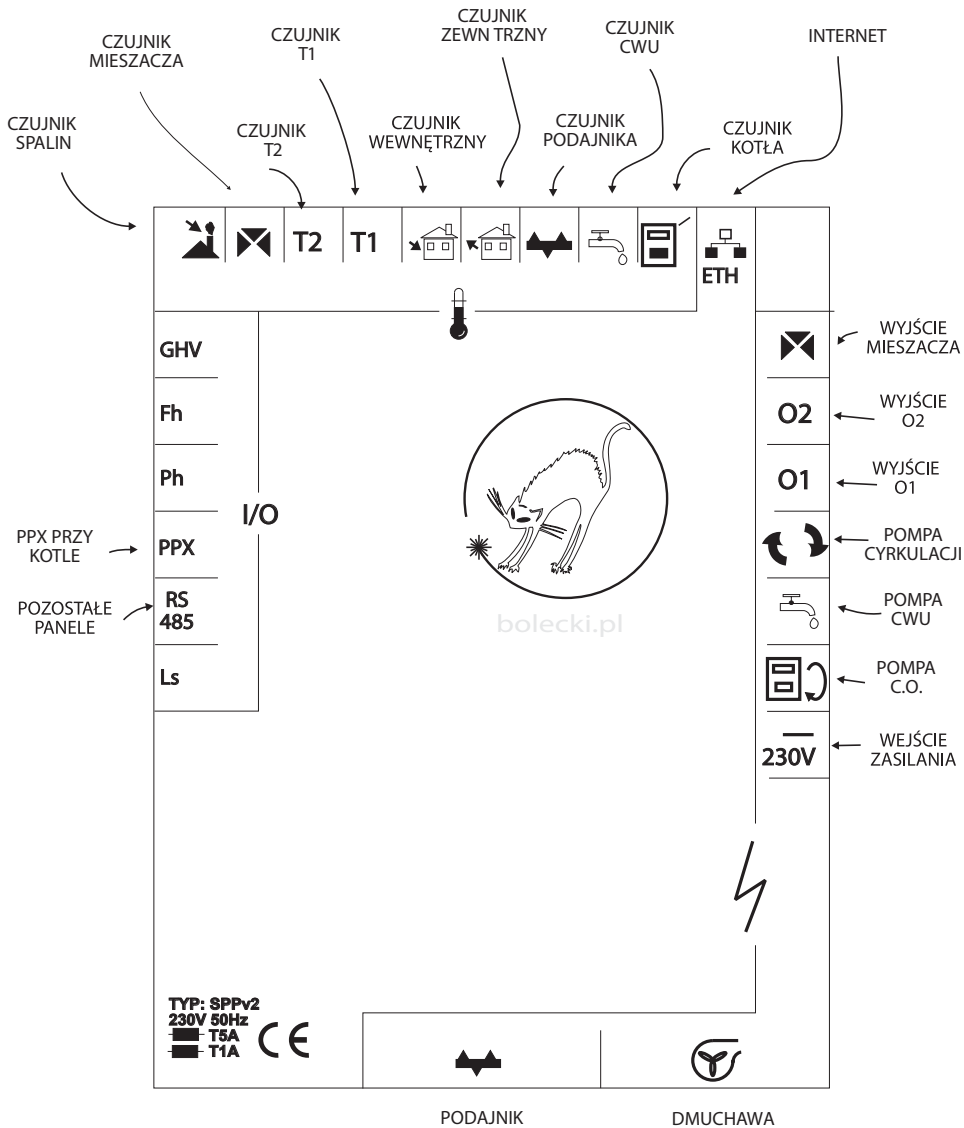 CZUJNIK
ZEWN TRZNY
CZUJNIK
MIESZACZA
CZUJNIK
T1
CZUJNIK
CWU
INTERNET
CZUJNIK
SPALIN
CZUJNIK
T2
CZUJNIK
WEWNĘTRZNY
CZUJNIK
PODAJNIKA
CZUJNIK
KOTŁA
T2
T1
ETH
GHV
Fh
Ph
PPX
RS
485
Ls
I/O
PPX PRZY
KOTLE
POZOSTAŁE
PANELE
bolecki.pl
O2
O1
230V
WYJŚCIE
MIESZACZA
WYJŚCIE
O2
WYJŚCIE
O1
POMPA
CYRKULACJI
POMPA
CWU
POMPA
C.O.
WEJŚCIE
ZASILANIA
TYP: SPPv2
230V 50Hz
T5A
T1A
CE
PODAJNIK
DMUCHAWA